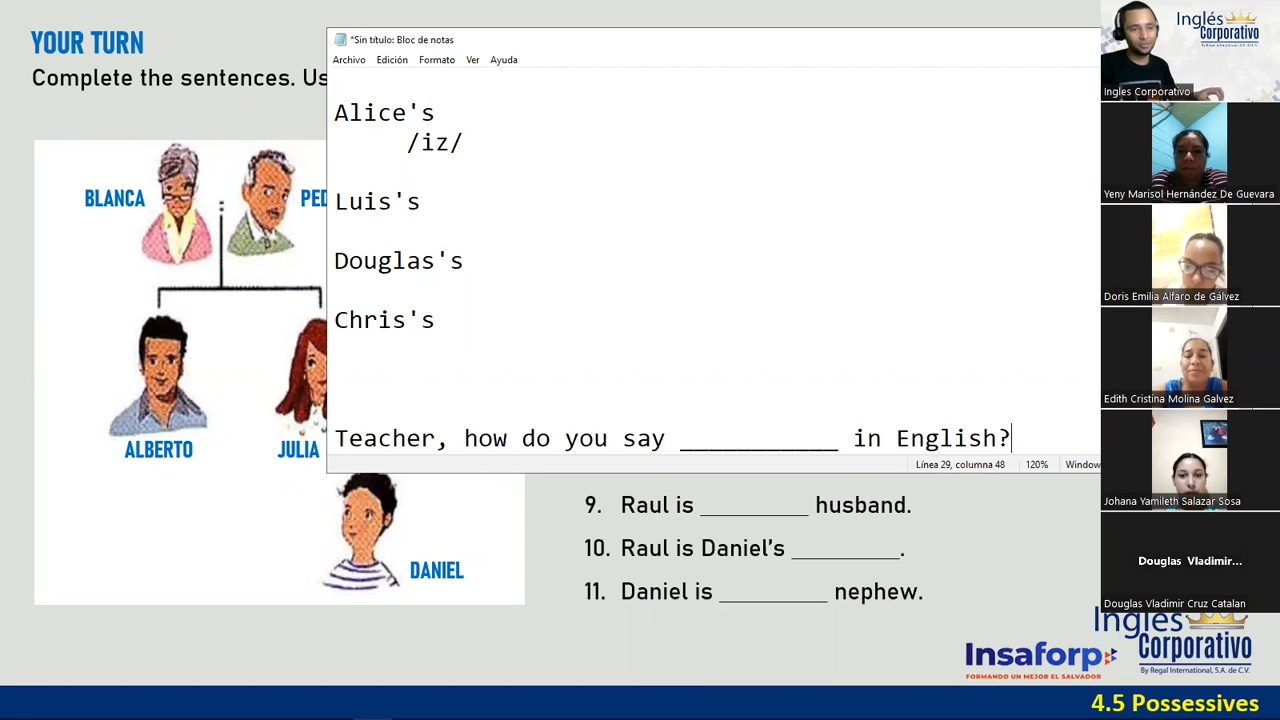 YOUR TURN
Complete the sentences. Us
BLANCA
PED
ALBERTO
JULIA
DANIEL
*Sin título: Bloc de notas
Archivo Edición Formato Ver Ayuda
Alice's
/iz/
Luis's
Douglas's
Chris's
Teacher, how do you say ___________ in English?
Línea 29, columna 48 120% Window
9. Raul is _________ husband.
10. Raul is Daniel's _________.
11. Daniel is _________ nephew.
Inglés
Corporativo
By Regal International, S.A. de C.V.
Ingles Corporativo
Yeny Marisol Hernández De Guevara
Doris Emilia Alfaro de Gálvez
Edith Cristina Molina Galvez
Johana Yamileth Salazar Sosa
Douglas Vladimir...
Douglas Vladimir Cruz Catalan
Inglés
Corporativo
By Regal International, S.A. de C.V.
Insaforp
FORMANDO UN MEJOR EL SALVADOR
4.5 Possessives